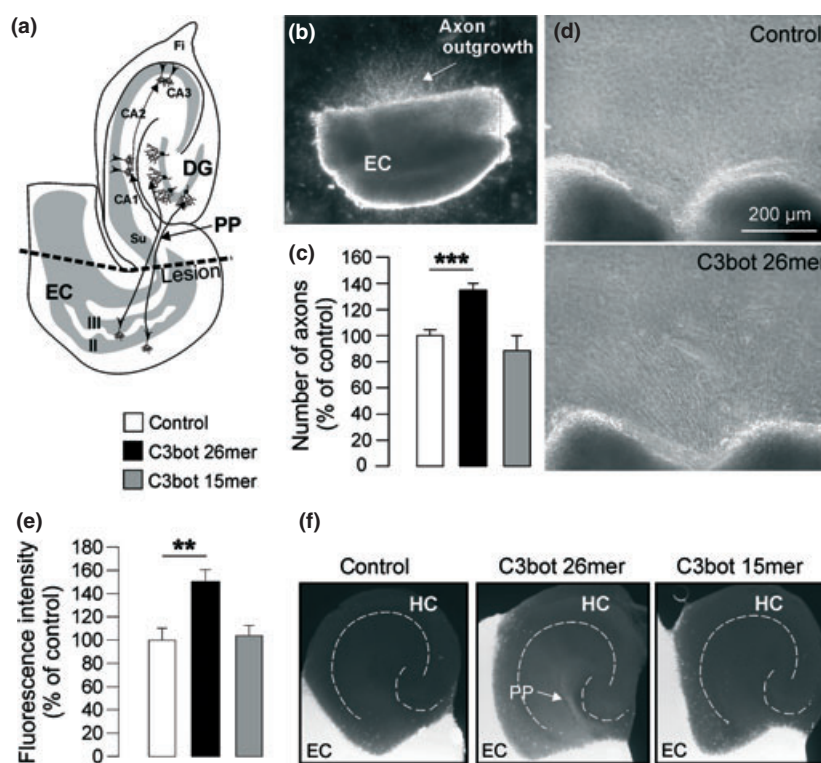 (a)
Fi
CA3
CA2
CA1
DG
PP
Su
Lesion
EC
III
II
Control
C3bot 26mer
C3bot 15mer
(b)
Axon
outgrowth
EC
(c)
Number of axons
(% of control)
160
140
120
100
80
60
40
20
0
***
(d)
Control
200 µm
C3bot 26mer
(e)
Fluorescence intensity
(% of control)
180
160
140
120
100
80
60
40
20
0
**
(f)
Control
C3bot 26mer
C3bot 15mer
HC
EC
HC
PP
EC
HC
EC